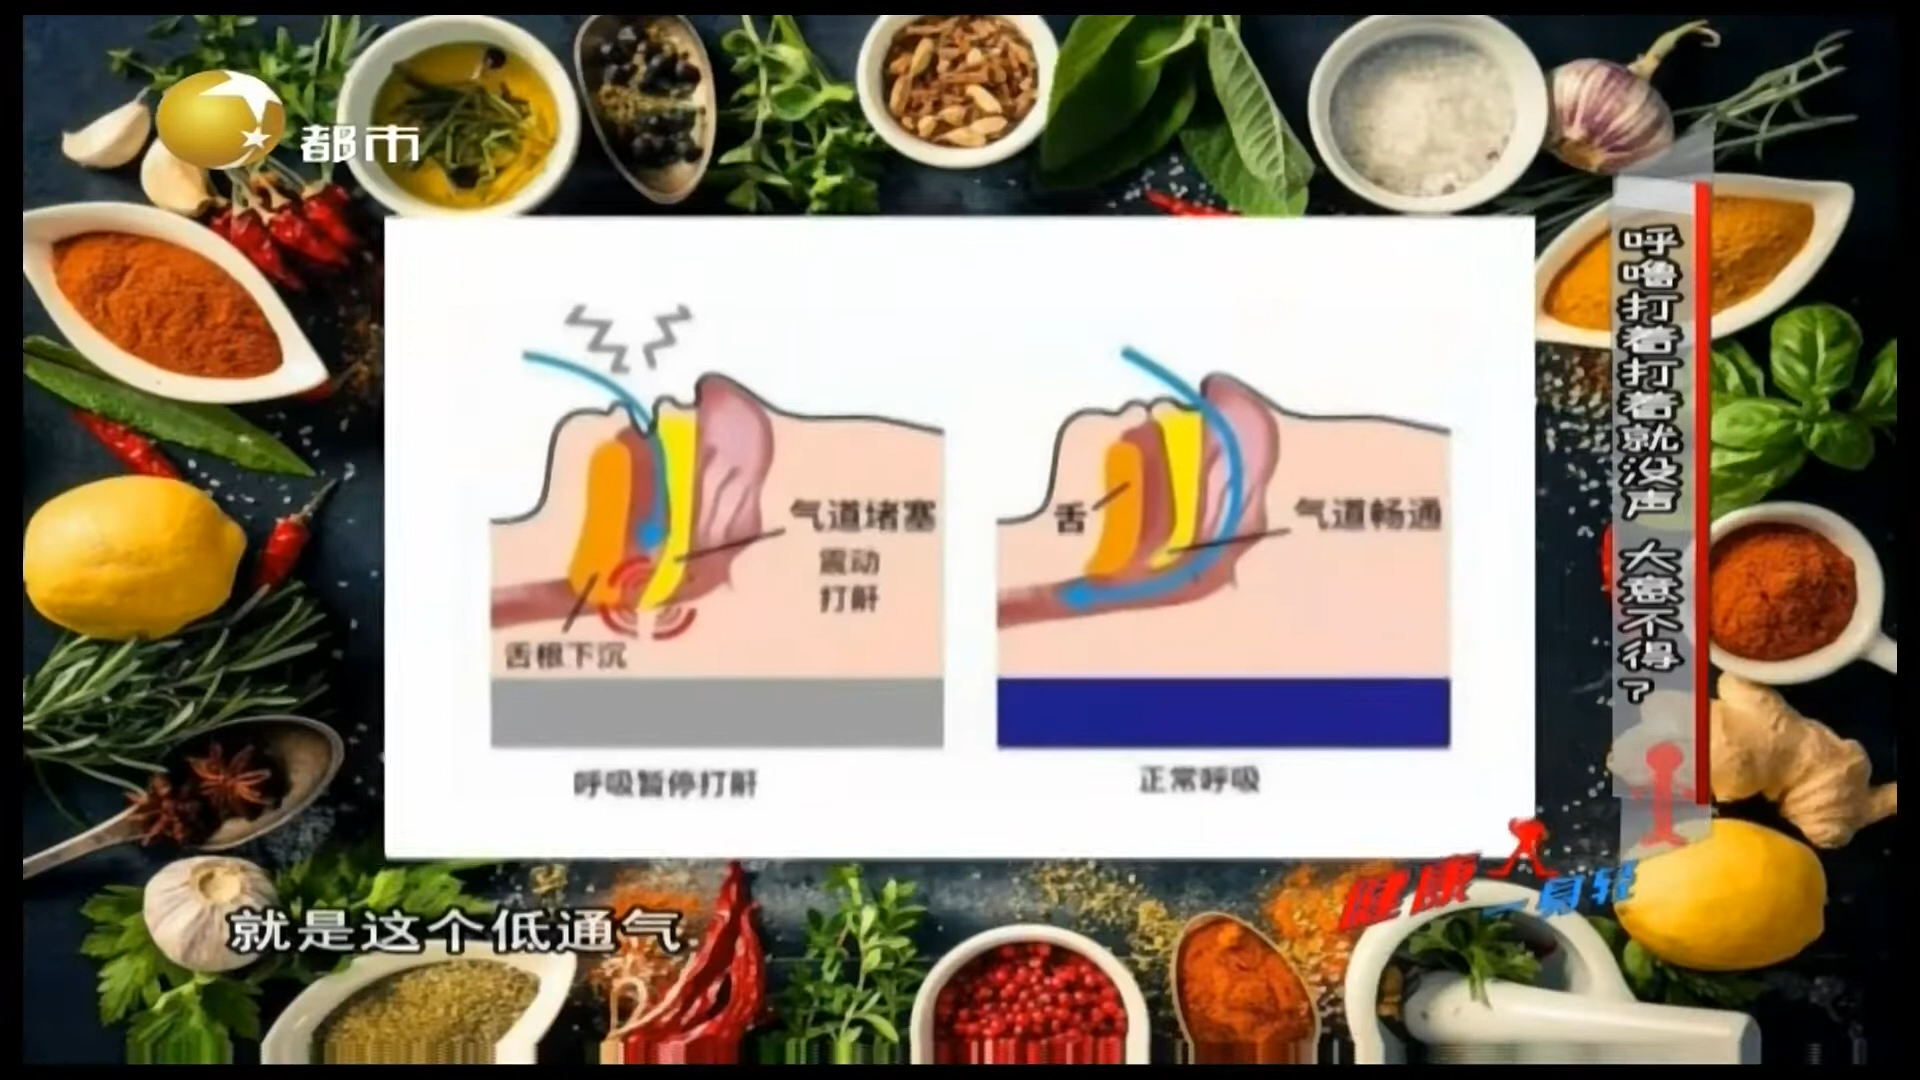 都市
呼噜打着打着就没声 大意不得？
气道堵塞
震动
打鼾
舌根下沉
呼吸暂停打鼾
舌
气道畅通
正常呼吸
健康一身轻
就是这个低通气